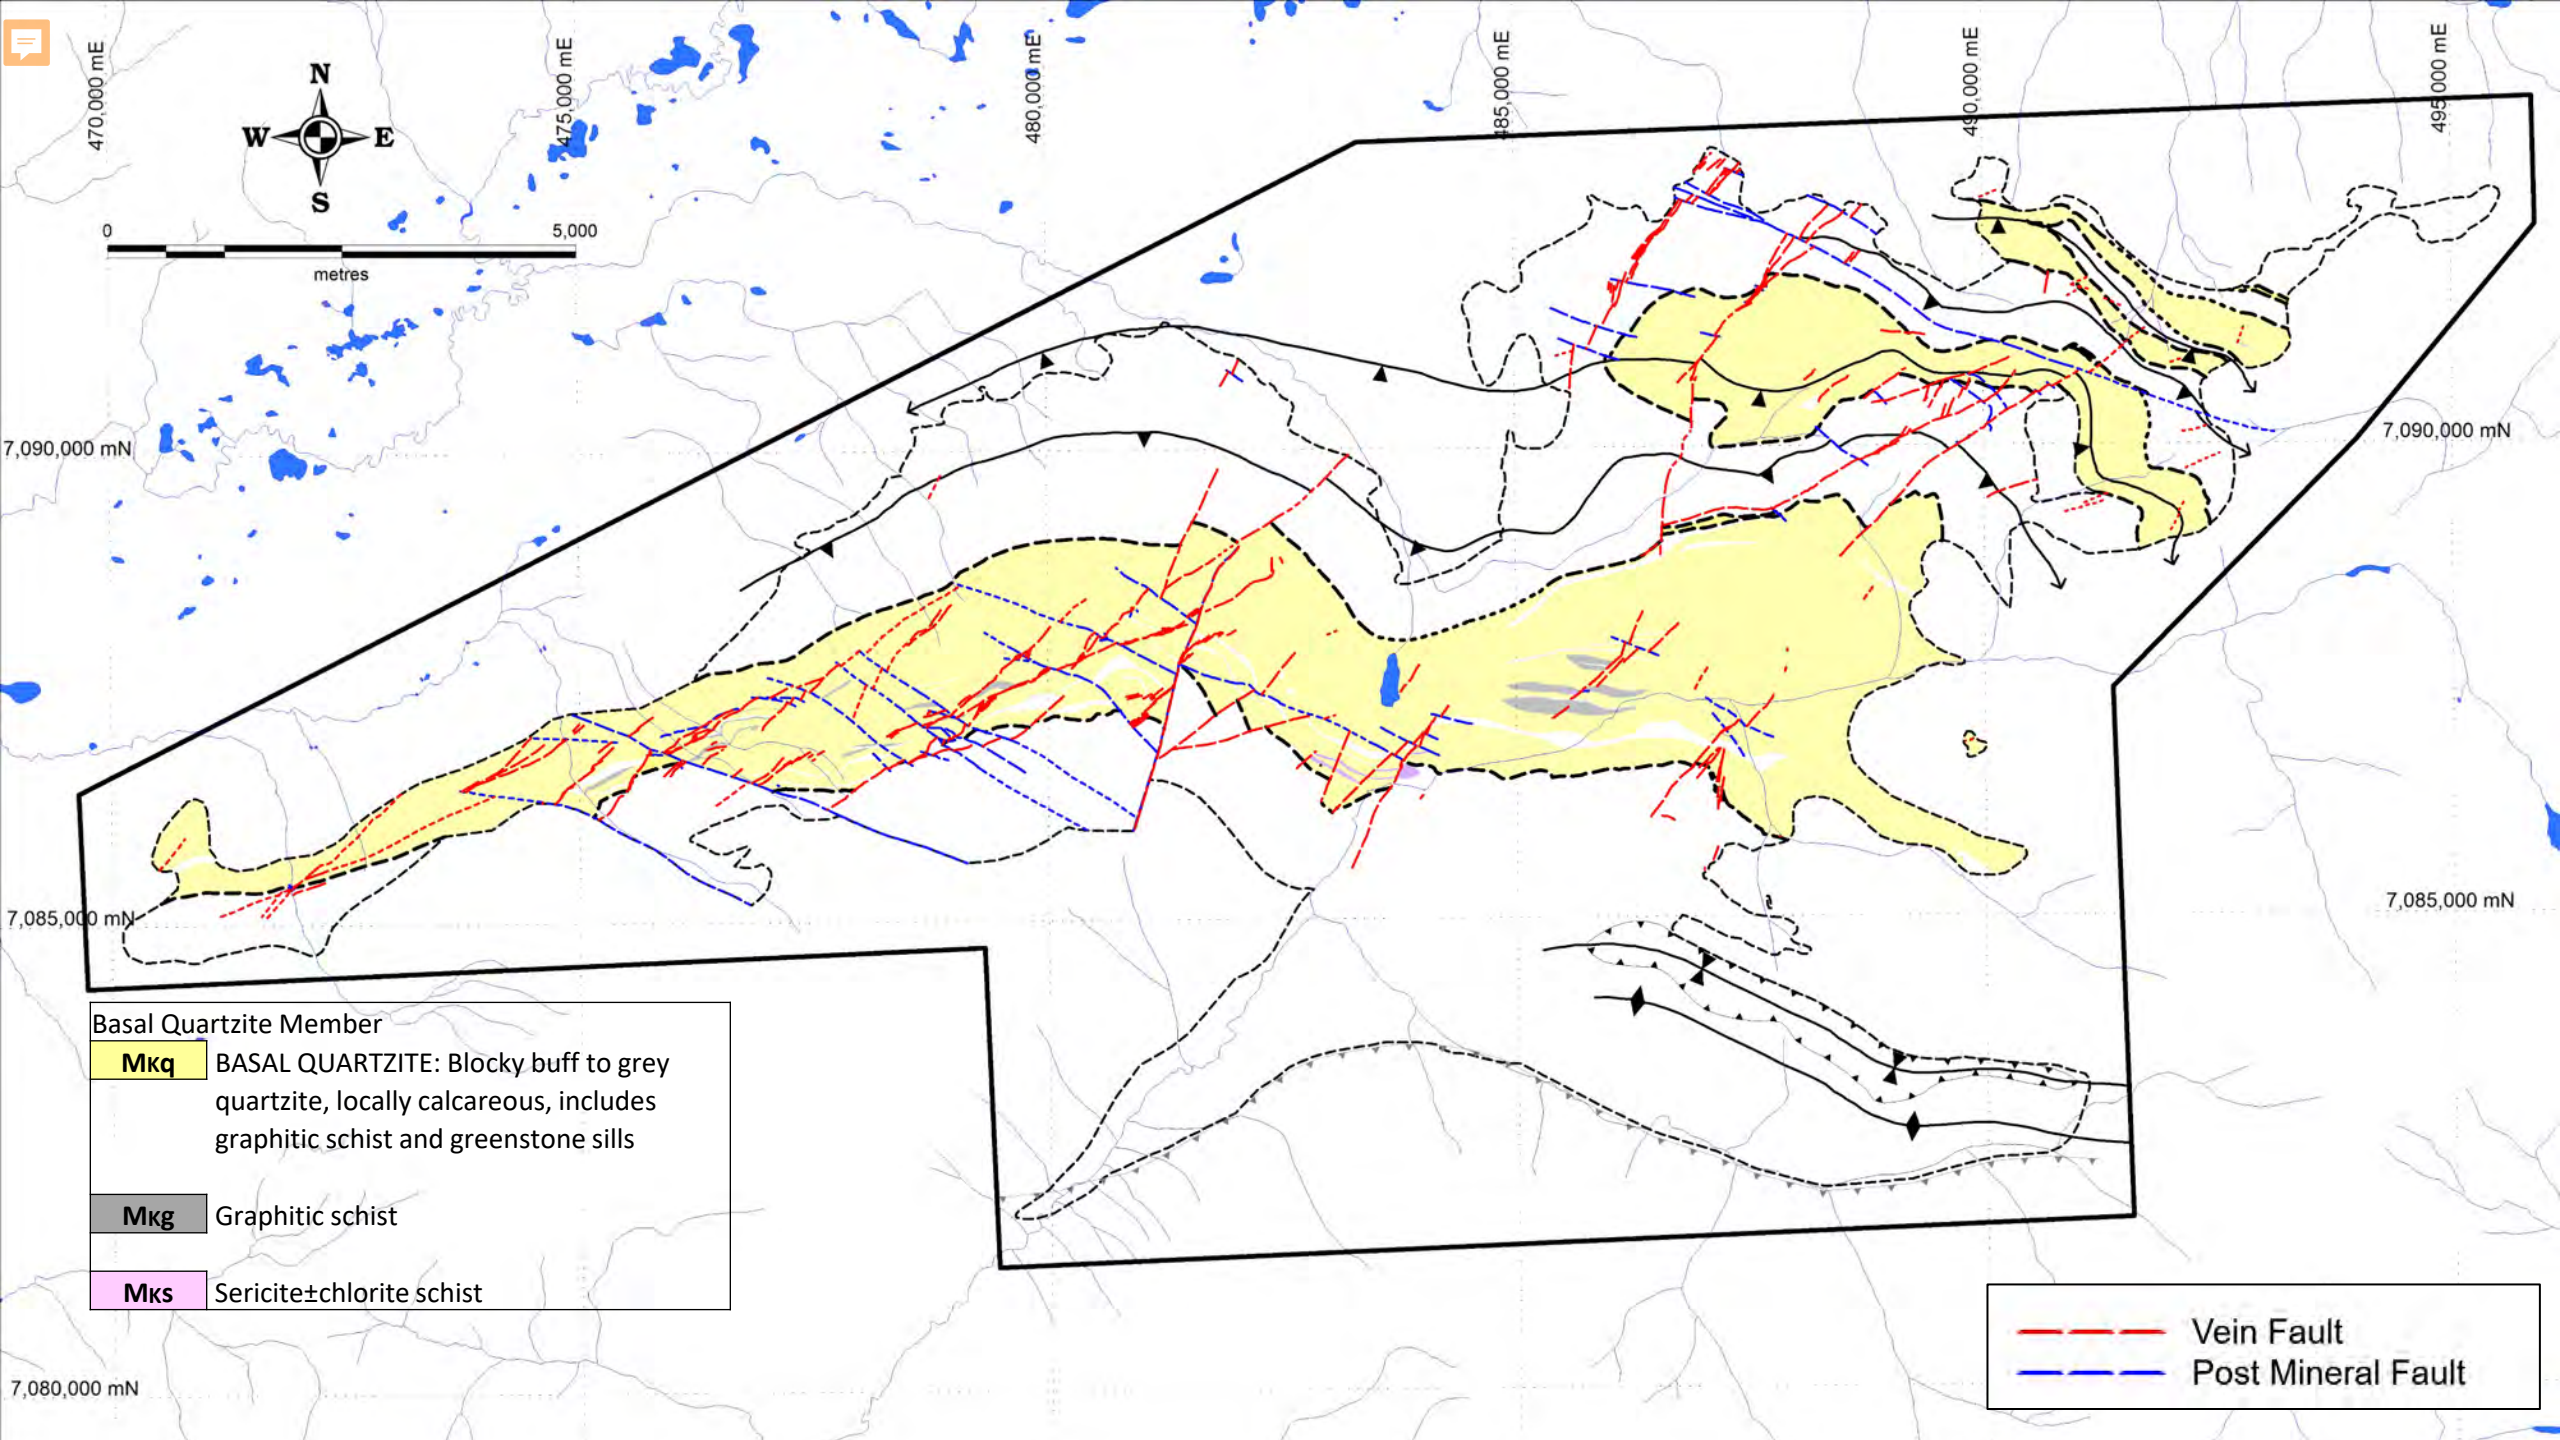 470,000 mE
475,000 mE
480,000 mE
485,000 mE
490,000 mE
495,000 mE
N
W E
S
0 5,000
metres
7,090,000 mN
7,090,000 mN
7,085,000 mN
7,085,000 mN
Basal Quartzite Member
Mĸq BASAL QUARTZITE: Blocky buff to grey
quartzite, locally calcareous, includes
graphitic schist and greenstone sills
Mĸg Graphitic schist
Mĸs Sericite±chlorite schist
Vein Fault
Post Mineral Fault
7,080,000 mN